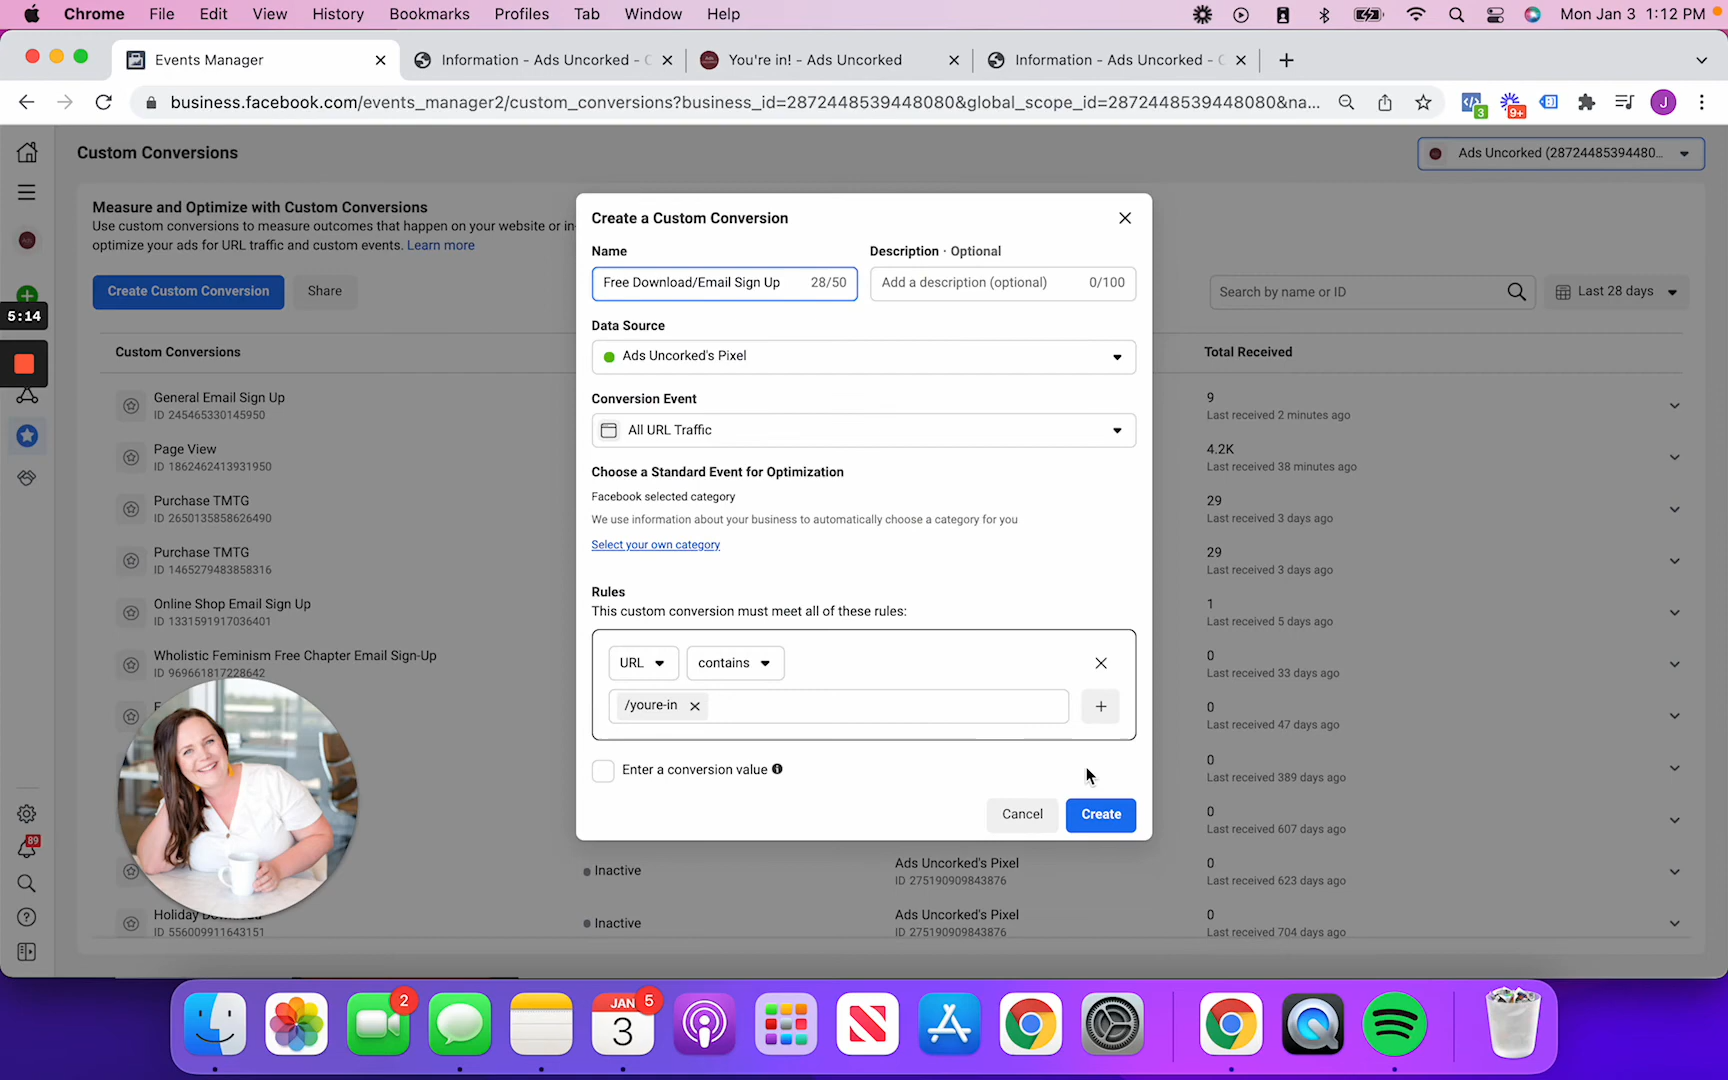 Chrome File Edit View History Bookmarks Profiles Tab Window Help Mon Jan 3 1:12 PM
Events Manager
Information - Ads Uncorked - C
You're in! - Ads Uncorked
Information - Ads Uncorked - C
business.facebook.com/events_manager2/custom_conversions?business_id=2872448539448080&global_scope_id=2872448539448080&na...
3
9+
J
Custom Conversions
Ads Uncorked (28724485394480...
Measure and Optimize with Custom Conversions
Use custom conversions to measure outcomes that happen on your website or in-
optimize your ads for URL traffic and custom events. Learn more
Create Custom Conversion
Share
Search by name or ID
Last 28 days
5:14
Custom Conversions
Total Received
General Email Sign Up
ID 245465330145950
9
Last received 2 minutes ago
Page View
ID 1862462413931950
4.2K
Last received 38 minutes ago
Purchase TMTG
ID 2650135858626490
29
Last received 3 days ago
Purchase TMTG
ID 1465279483858316
29
Last received 3 days ago
Online Shop Email Sign Up
ID 1331591917036401
1
Last received 5 days ago
Wholistic Feminism Free Chapter Email Sign-Up
ID 969661817228642
0
Last received 33 days ago
0
Last received 47 days ago
0
Last received 389 days ago
0
Last received 607 days ago
Inactive
Ads Uncorked's Pixel
ID 275190909843876
0
Last received 623 days ago
Holiday
ID 556009911643151
Inactive
Ads Uncorked's Pixel
ID 275190909843876
0
Last received 704 days ago
89
Create a Custom Conversion
Name
Description · Optional
Free Download/Email Sign Up 28/50
Add a description (optional) 0/100
Data Source
Ads Uncorked's Pixel
Conversion Event
All URL Traffic
Choose a Standard Event for Optimization
Facebook selected category
We use information about your business to automatically choose a category for you
Select your own category
Rules
This custom conversion must meet all of these rules:
URL
contains
/youre-in
Enter a conversion value
Cancel
Create
2
JAN
3
5